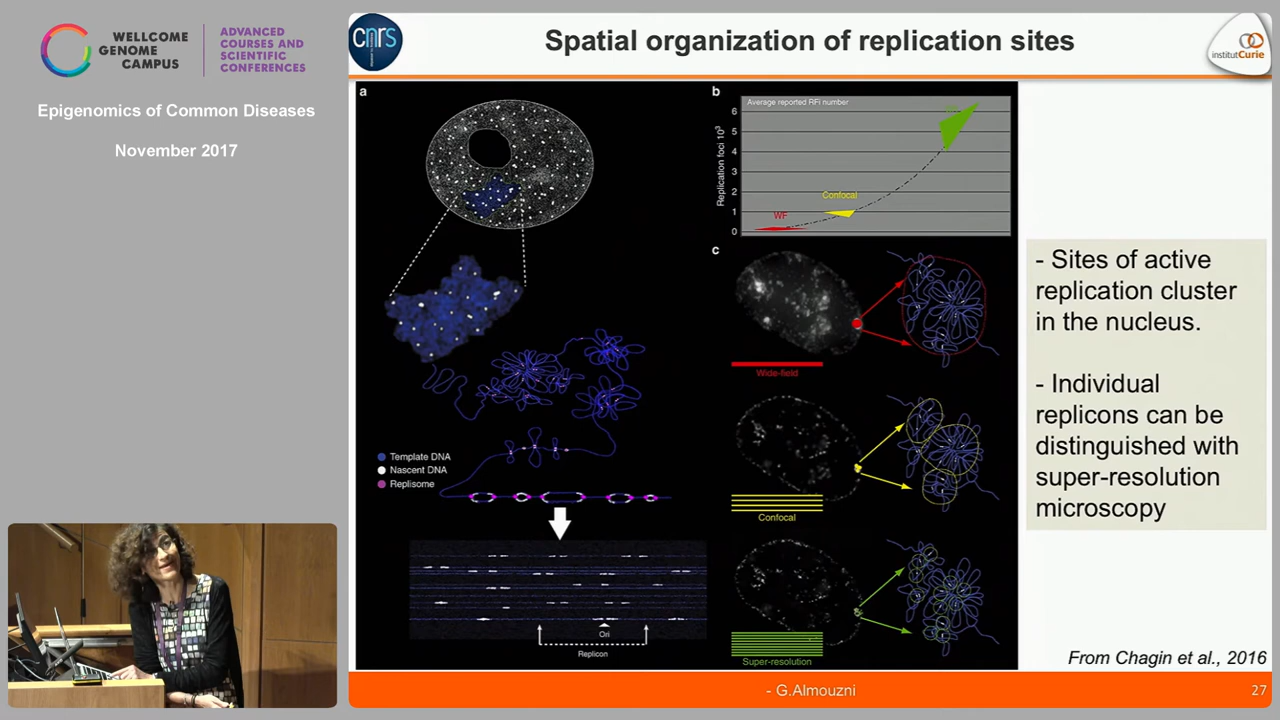 WELLCOME
GENOME
CAMPUS
ADVANCED
COURSES AND
SCIENTIFIC
CONFERENCES
Epigenomics of Common Diseases
November 2017
cnrs
Spatial organization of replication sites
institutCurie
a
b
Average reported RFi number
Replication foci 10³
6
5
4
3
2
1
0
WF
Confocal
c
Wide-field
Confocal
Super-resolution
Template DNA
Nascent DNA
Replisome
Ori
Replicon
- Sites of active
replication cluster
in the nucleus.
- Individual
replicons can be
distinguished with
super-resolution
microscopy
From Chagin et al., 2016
- G.Almouzni
27